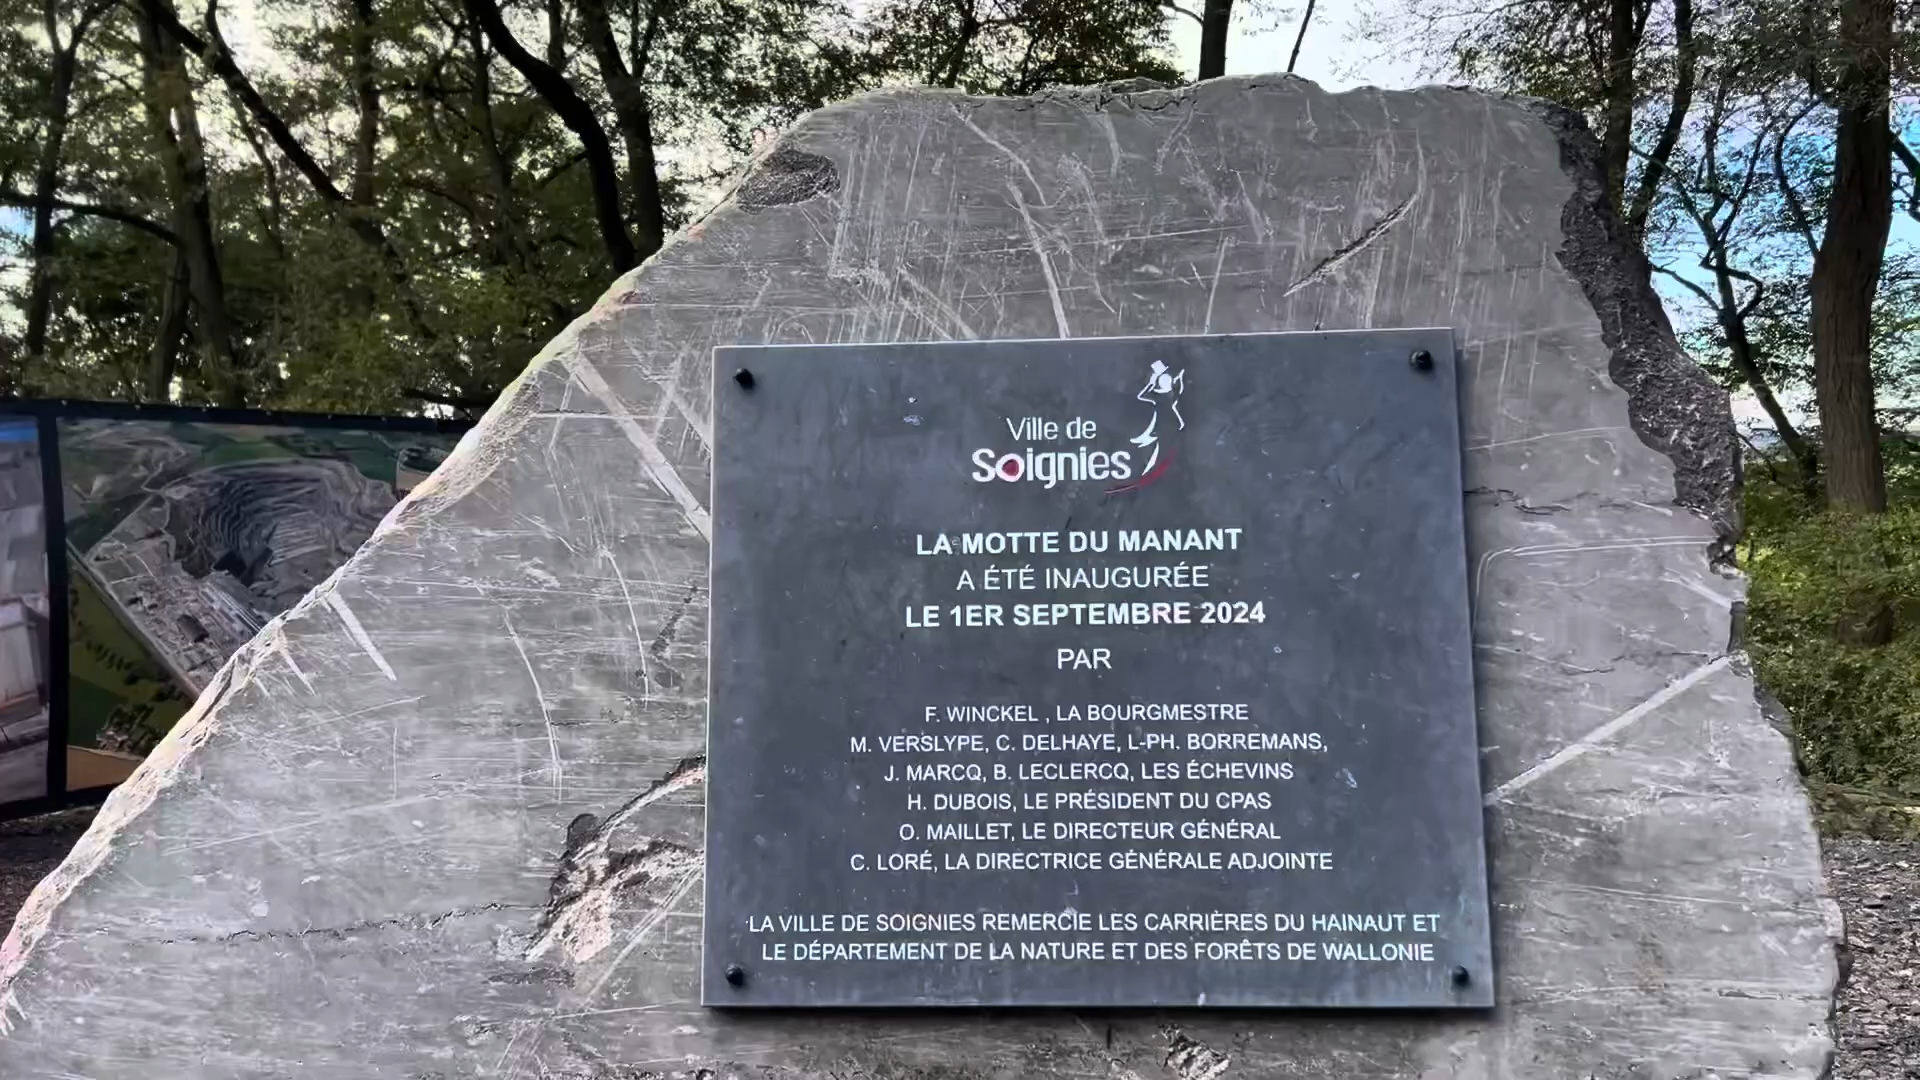 Ville de
Soignies
LA MOTTE DU MANANT
A ÉTÉ INAUGURÉE
LE 1ER SEPTEMBRE 2024
PAR
F. WINCKEL , LA BOURGMESTRE
M. VERSLYPE, C. DELHAYE, L-PH. BORREMANS,
J. MARCQ, B. LECLERCQ, LES ÉCHEVINS
H. DUBOIS, LE PRÉSIDENT DU CPAS
O. MAILLET, LE DIRECTEUR GÉNÉRAL
C. LORÉ, LA DIRECTRICE GÉNÉRALE ADJOINTE
LA VILLE DE SOIGNIES REMERCIE LES CARRIÈRES DU HAINAUT ET
LE DÉPARTEMENT DE LA NATURE ET DES FORÊTS DE WALLONIE